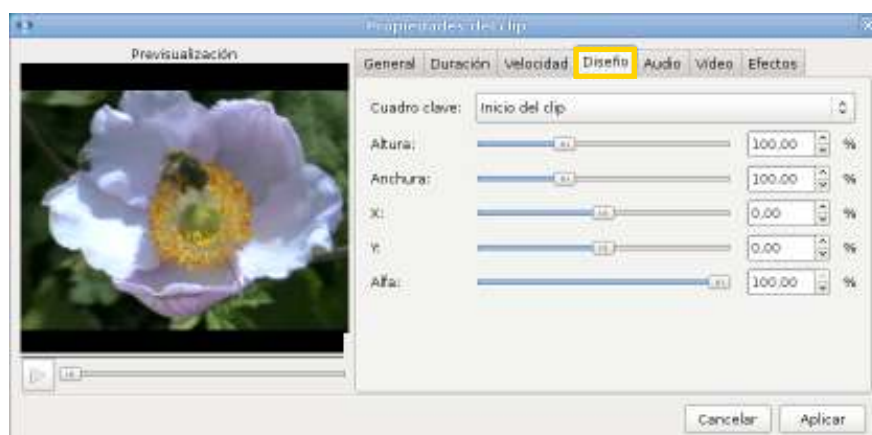 Propiedades del clip
Previsualización
General Duración Velocidad Diseño Audio Video Efectos
Cuadro clave: Inicio del clip
Altura: 100,00 %
Anchura: 100,00 %
X: 0,00 %
Y: 0,00 %
Alfa: 100,00 %
Cancelar Aplicar